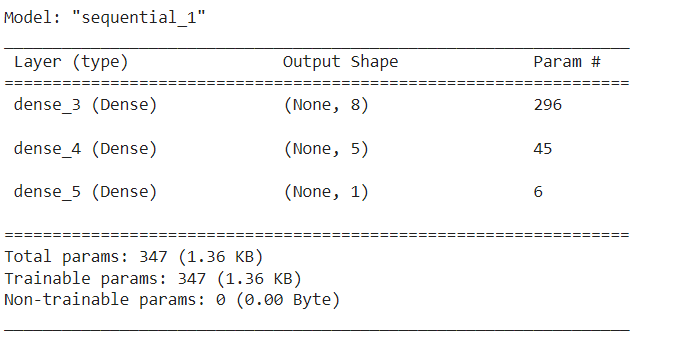 Model: "sequential_1"
_________________________________________________________________
Layer (type)                Output Shape              Param #
=================================================================
dense_3 (Dense)             (None, 8)                 296
dense_4 (Dense)             (None, 5)                 45
dense_5 (Dense)             (None, 1)                 6
=================================================================
Total params: 347 (1.36 KB)
Trainable params: 347 (1.36 KB)
Non-trainable params: 0 (0.00 Byte)
_________________________________________________________________